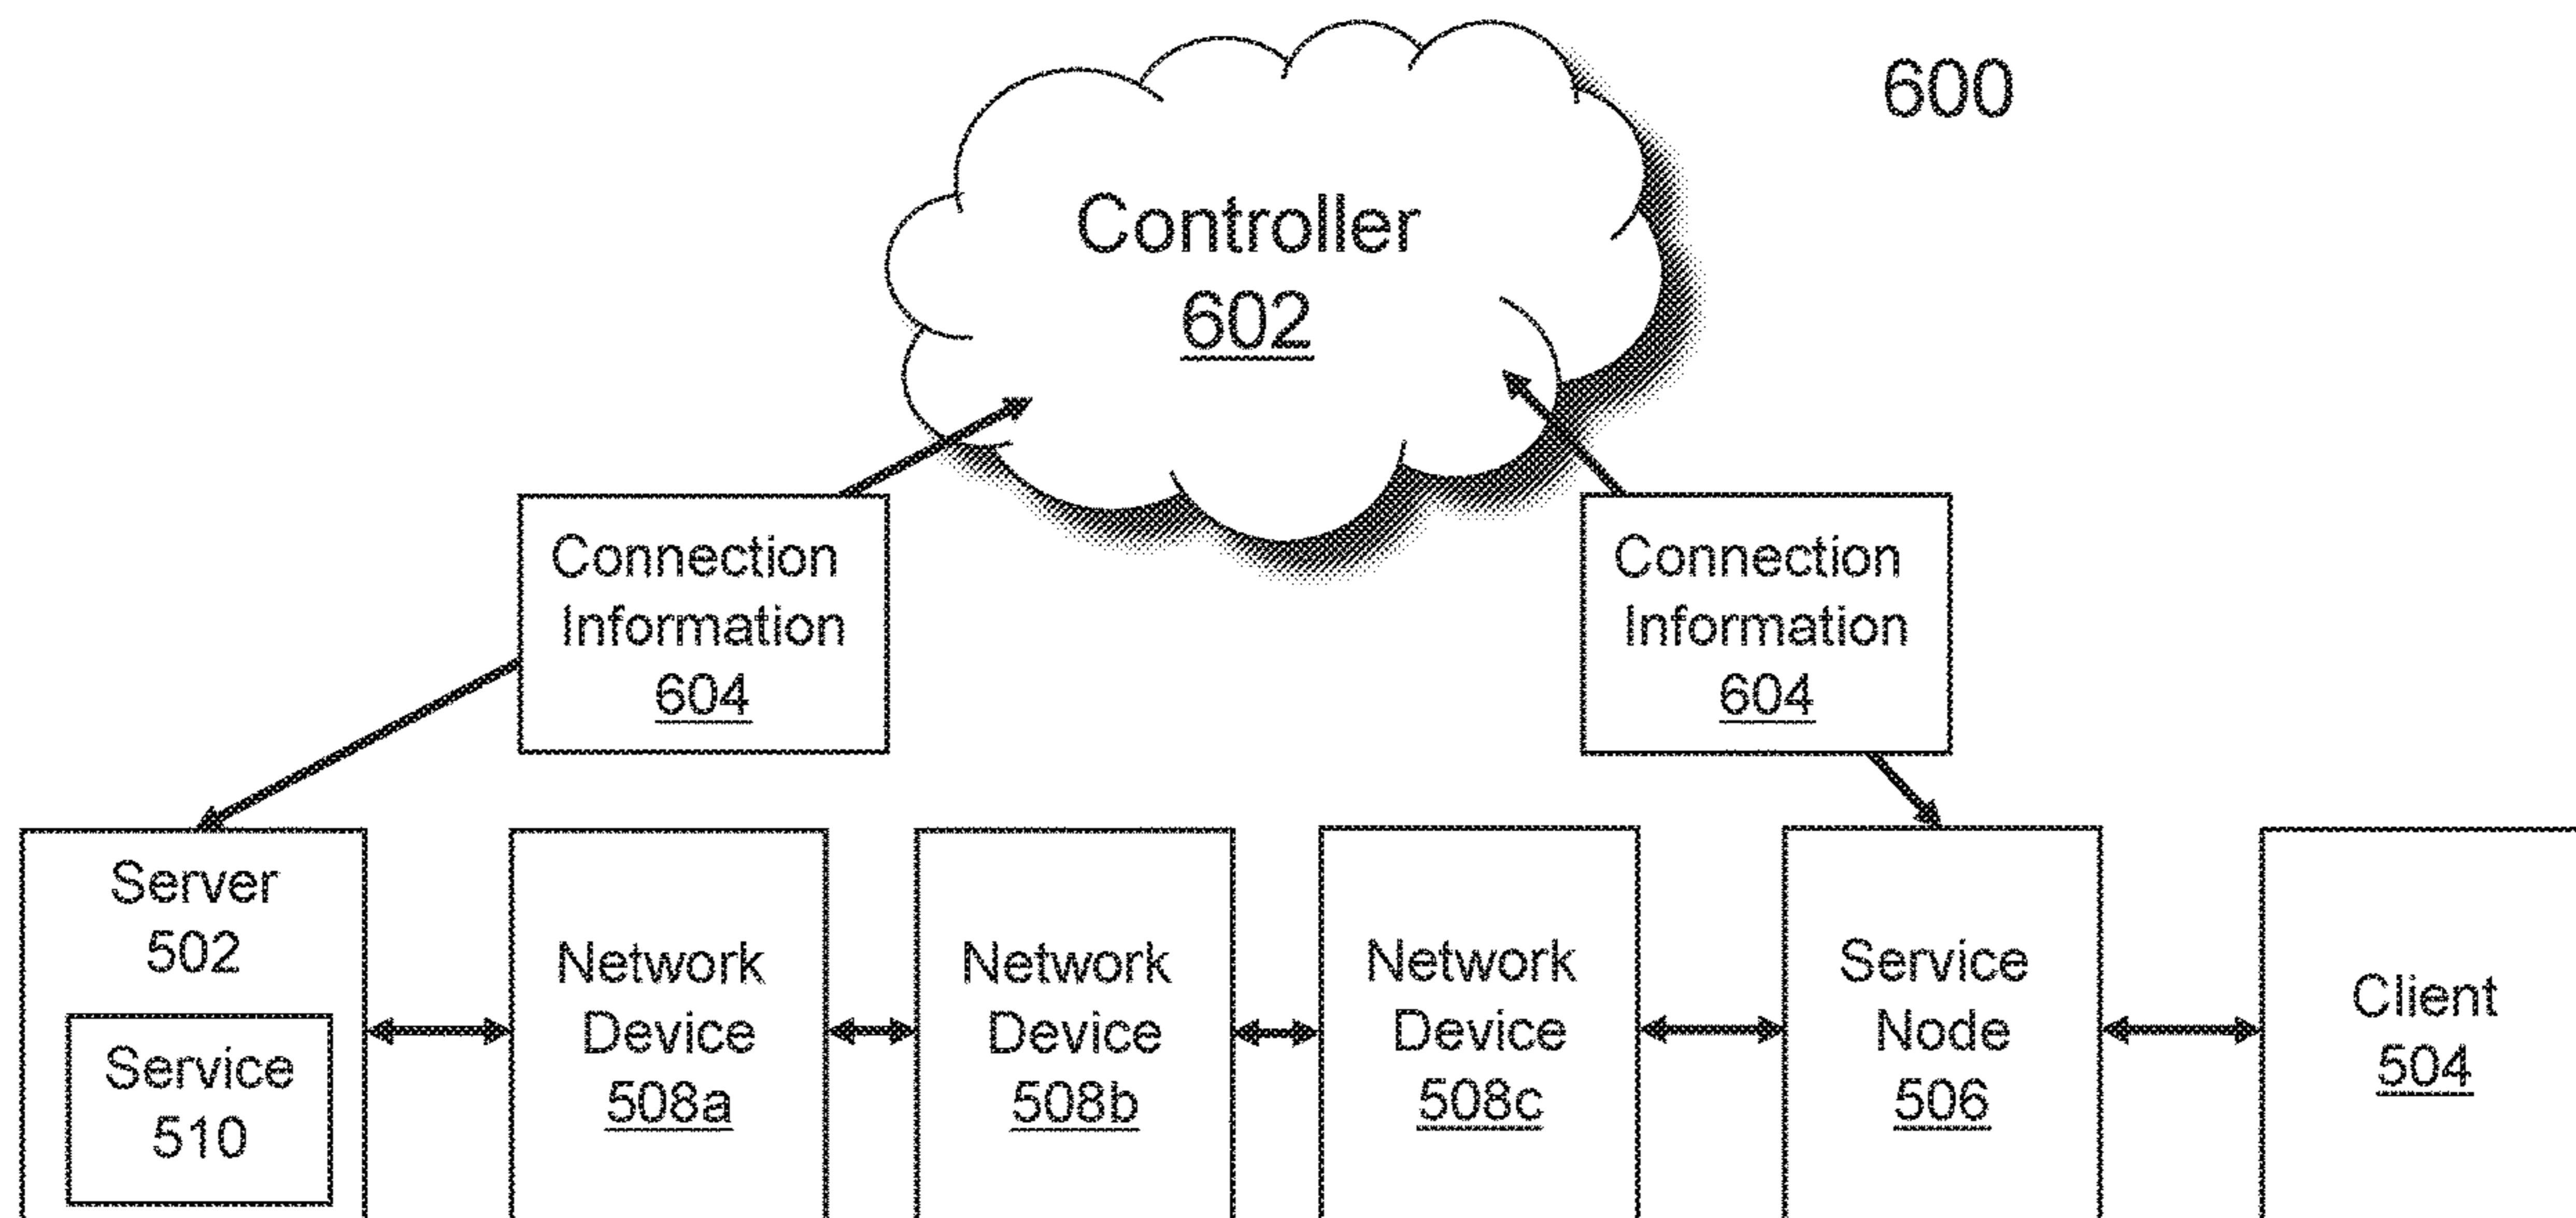 600
Controller
602
Connection
Information
604
Connection
Information
604
Server
502
Service
510
Network
Device
508a
Network
Device
508b
Network
Device
508c
Service
Node
506
Client
504